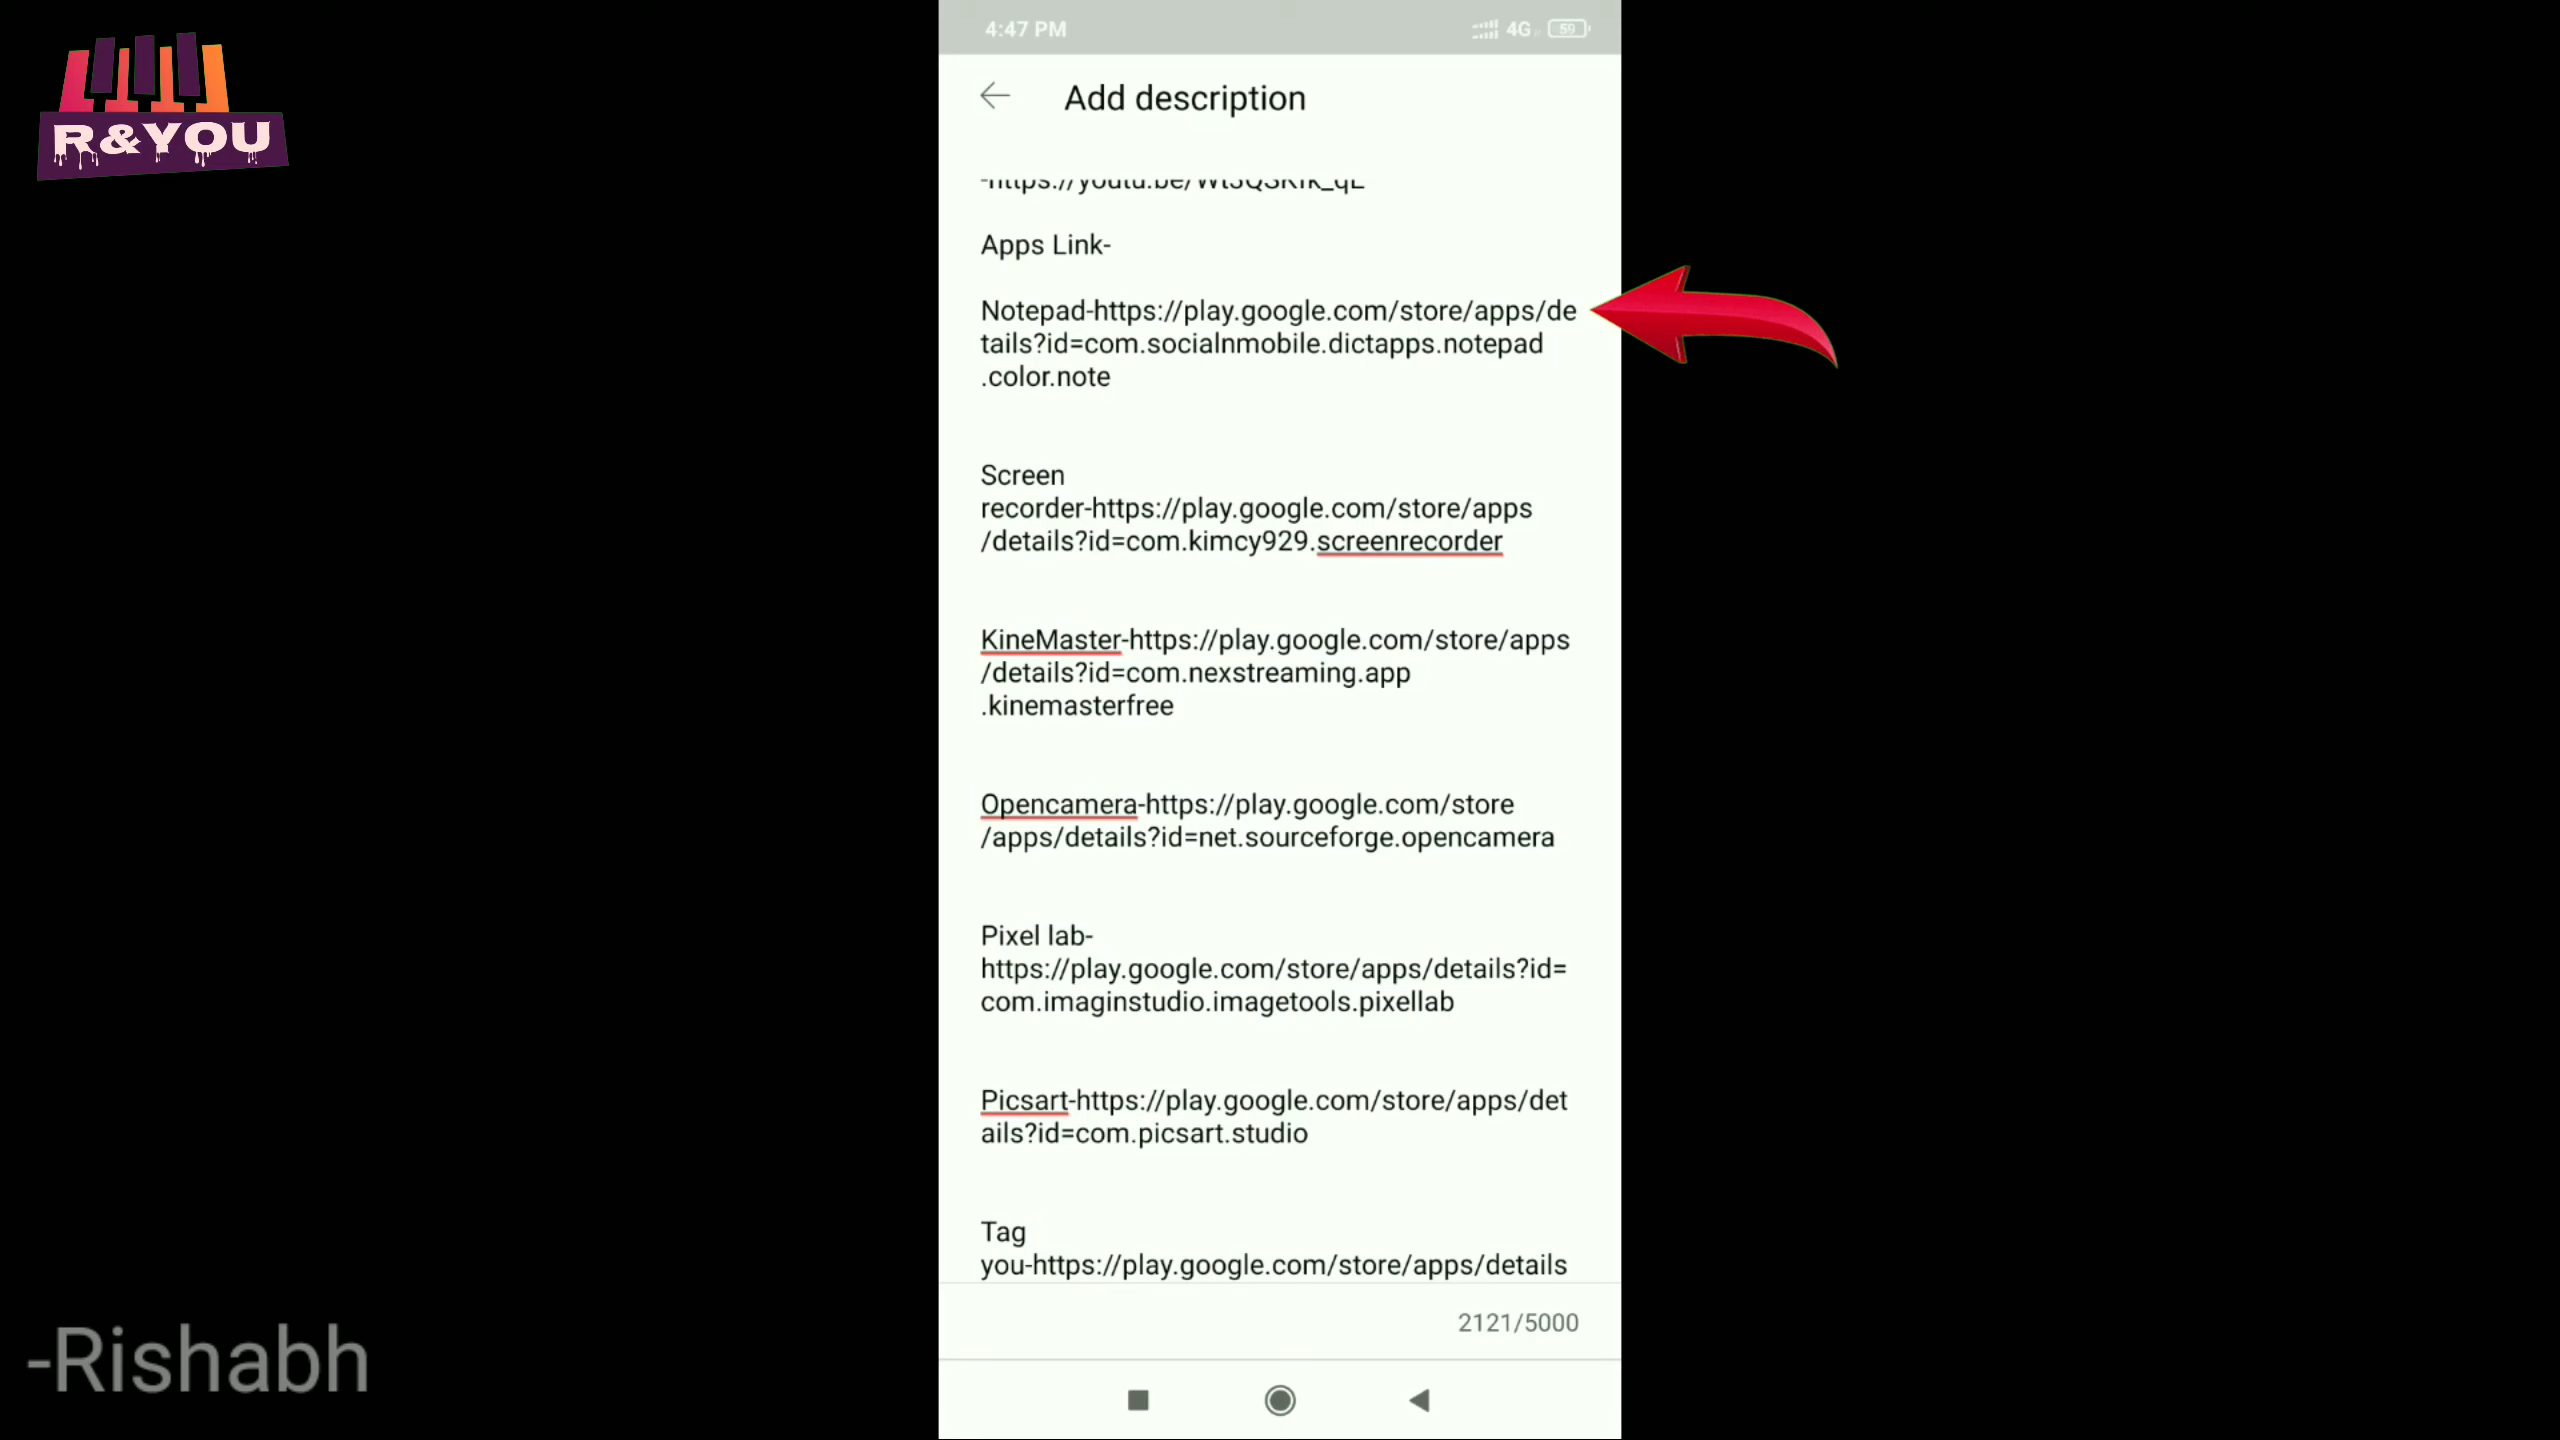 R&YOU
4:47 PM
4G
59
Add description
Apps Link-
Notepad-https://play.google.com/store/apps/de
tails?id=com.socialnmobile.dictapps.notepad
.color.note
Screen
recorder-https://play.google.com/store/apps
/details?id=com.kimcy929.screenrecorder
KineMaster-https://play.google.com/store/apps
/details?id=com.nexstreaming.app
.kinemasterfree
Opencamera-https://play.google.com/store
/apps/details?id=net.sourceforge.opencamera
Pixel lab-
https://play.google.com/store/apps/details?id=
com.imaginstudio.imagetools.pixellab
Picsart-https://play.google.com/store/apps/det
ails?id=com.picsart.studio
Tag
you-https://play.google.com/store/apps/details
2121/5000
-Rishabh